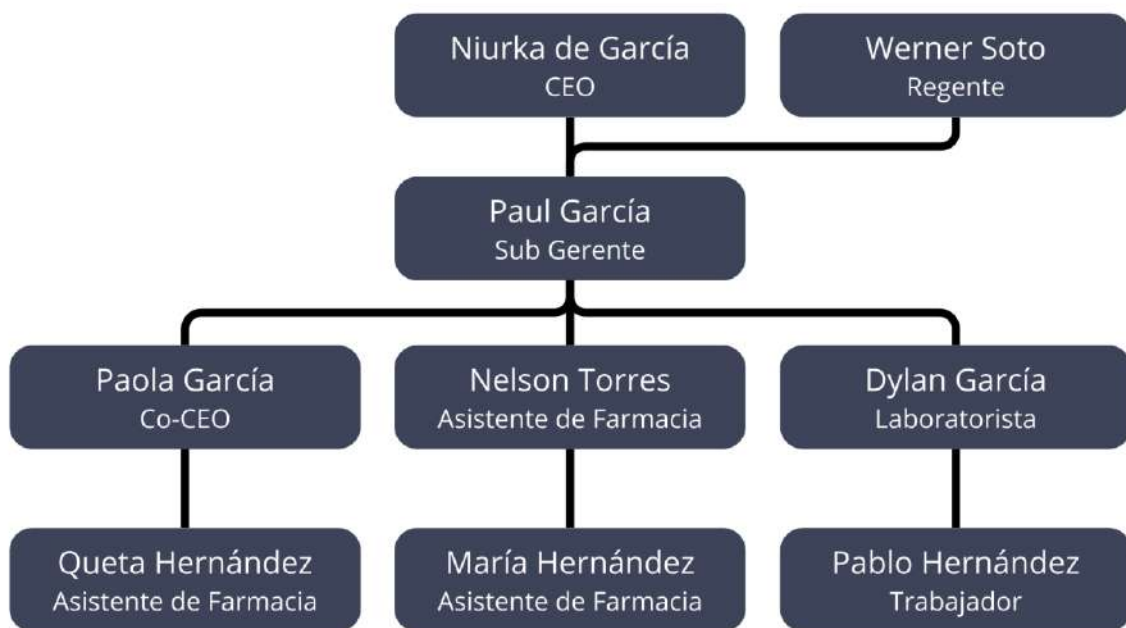 Niurka de García
CEO
Werner Soto
Regente
Paul García
Sub Gerente
Paola García
Co-CEO
Nelson Torres
Asistente de Farmacia
Dylan García
Laboratorista
Queta Hernández
Asistente de Farmacia
María Hernández
Asistente de Farmacia
Pablo Hernández
Trabajador